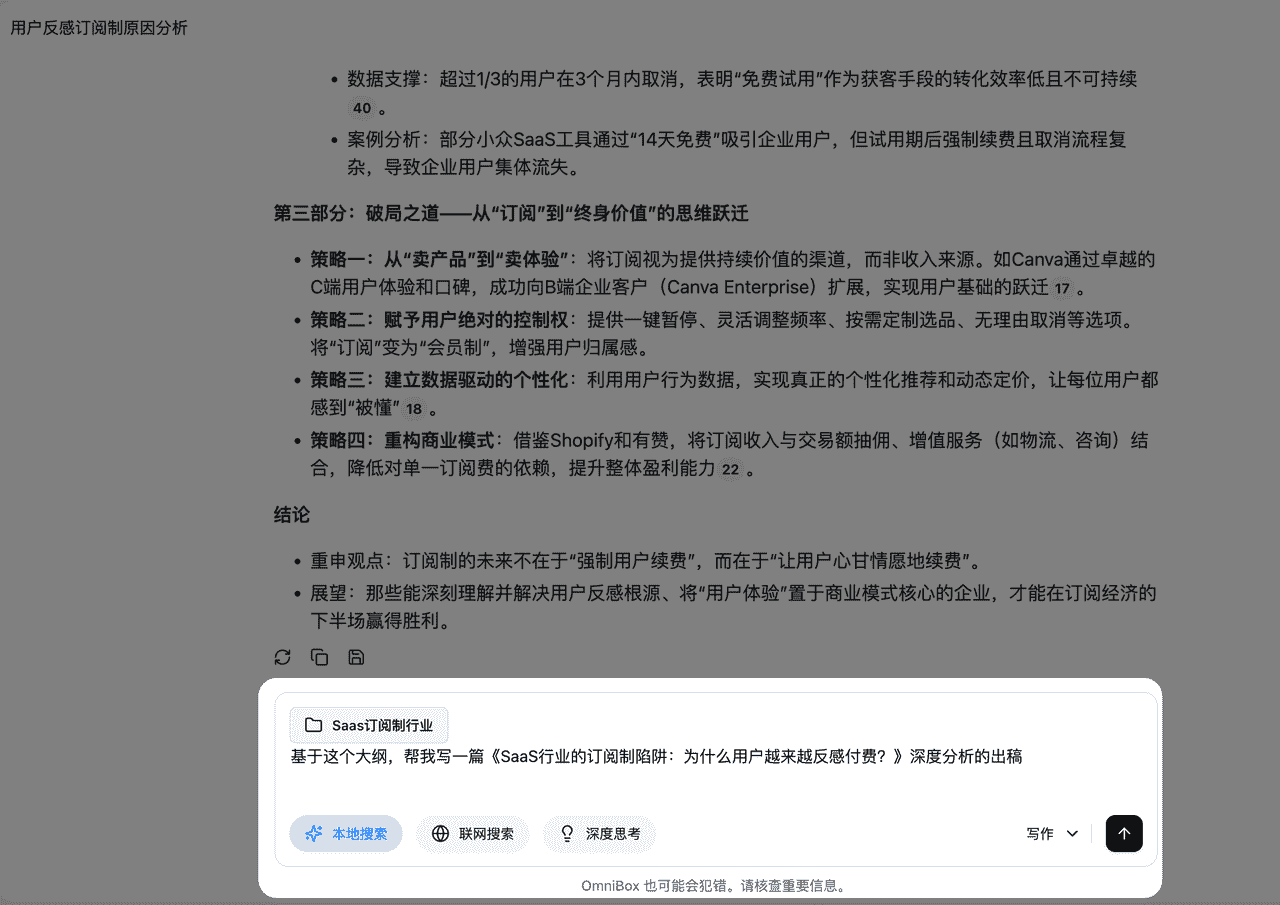 用户反感订阅制原因分析
• 数据支撑：超过1/3的用户在3个月内取消，表明“免费试用”作为获客手段的转化效率低且不可持续
40 。
• 案例分析：部分小众SaaS工具通过“14天免费”吸引企业用户，但试用期后强制续费且取消流程复
杂，导致企业用户集体流失。
第三部分：破局之道——从“订阅”到“终身价值”的思维跃迁
• 策略一：从“卖产品”到“卖体验”：将订阅视为提供持续价值的渠道，而非收入来源。如Canva通过卓越的
C端用户体验和口碑，成功向B端企业客户（Canva Enterprise）扩展，实现用户基础的跃迁 17 。
• 策略二：赋予用户绝对的控制权：提供一键暂停、灵活调整频率、按需定制选品、无理由取消等选项。
将“订阅”变为“会员制”，增强用户归属感。
• 策略三：建立数据驱动的个性化：利用用户行为数据，实现真正的个性化推荐和动态定价，让每位用户都
感到“被懂” 18 。
• 策略四：重构商业模式：借鉴Shopify和有赞，将订阅收入与交易额抽佣、增值服务（如物流、咨询）结
合，降低对单一订阅费的依赖，提升整体盈利能力 22 。
结论
• 重申观点：订阅制的未来不在于“强制用户续费”，而在于“让用户心甘情愿地续费”。
• 展望：那些能深刻理解并解决用户反感根源、将“用户体验”置于商业模式核心的企业，才能在订阅经济的
下半场赢得胜利。
Saas订阅制行业
基于这个大纲，帮我写一篇《SaaS行业的订阅制陷阱：为什么用户越来越反感付费？》深度分析的出稿
本地搜索 联网搜索 深度思考 写作
OmniBox 也可能会犯错。请核查重要信息。